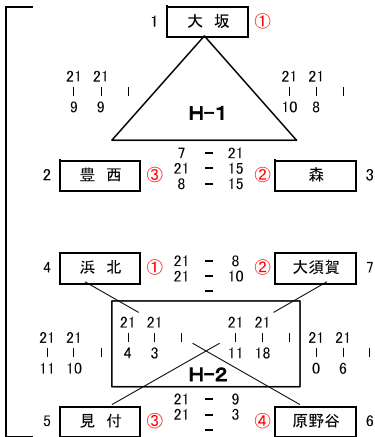 1 大坂 ①
21 21
| | |
9 9
21 21
| | |
10 8
H-1
7 - 21
21 - 15
8 - 15
2 豊西 ③
② 森 3
4 浜北 ①
21 - 8
21 - 10
-
② 大須賀 7
21 21
| | |
11 10
21 21
| | |
4 3
21 21
| | |
11 18
21 21
| | |
0 6
H-2
21 - 9
21 - 3
-
5 見付 ③
④ 原野谷 6